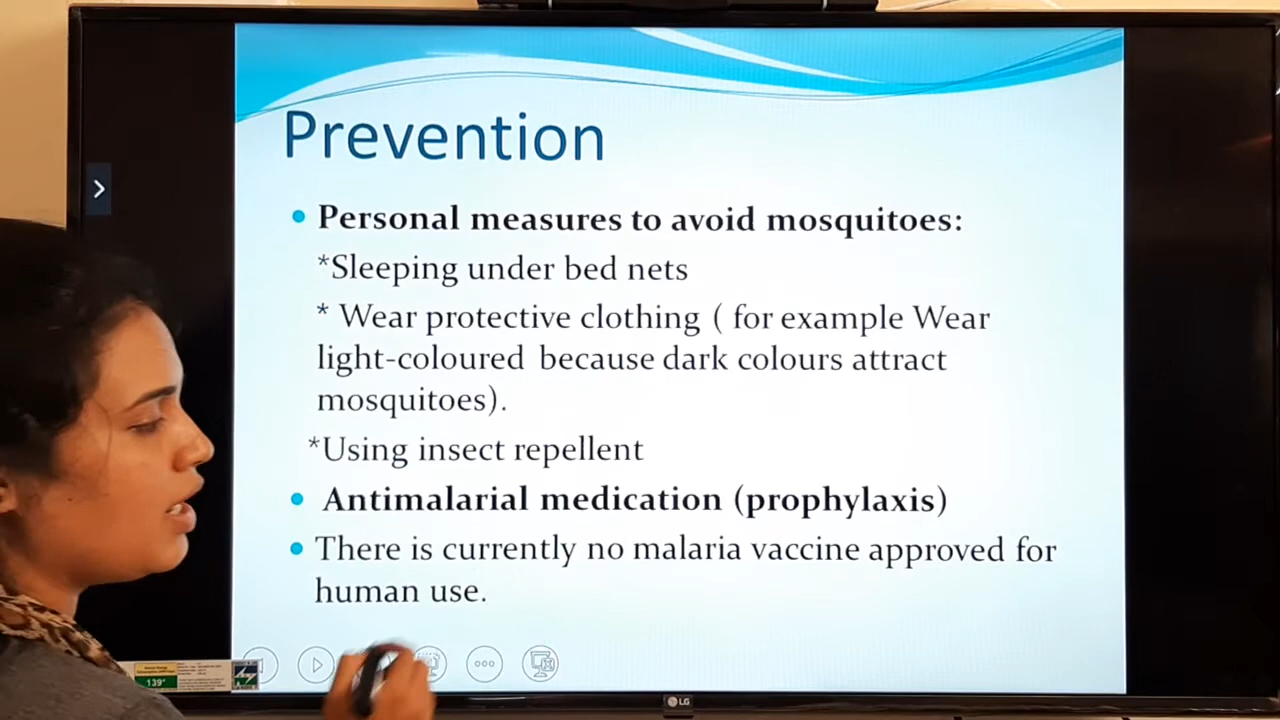 Prevention
• Personal measures to avoid mosquitoes:
*Sleeping under bed nets
* Wear protective clothing ( for example Wear
light-coloured because dark colours attract
mosquitoes).
*Using insect repellent
• Antimalarial medication (prophylaxis)
• There is currently no malaria vaccine approved for
human use.
139
LG